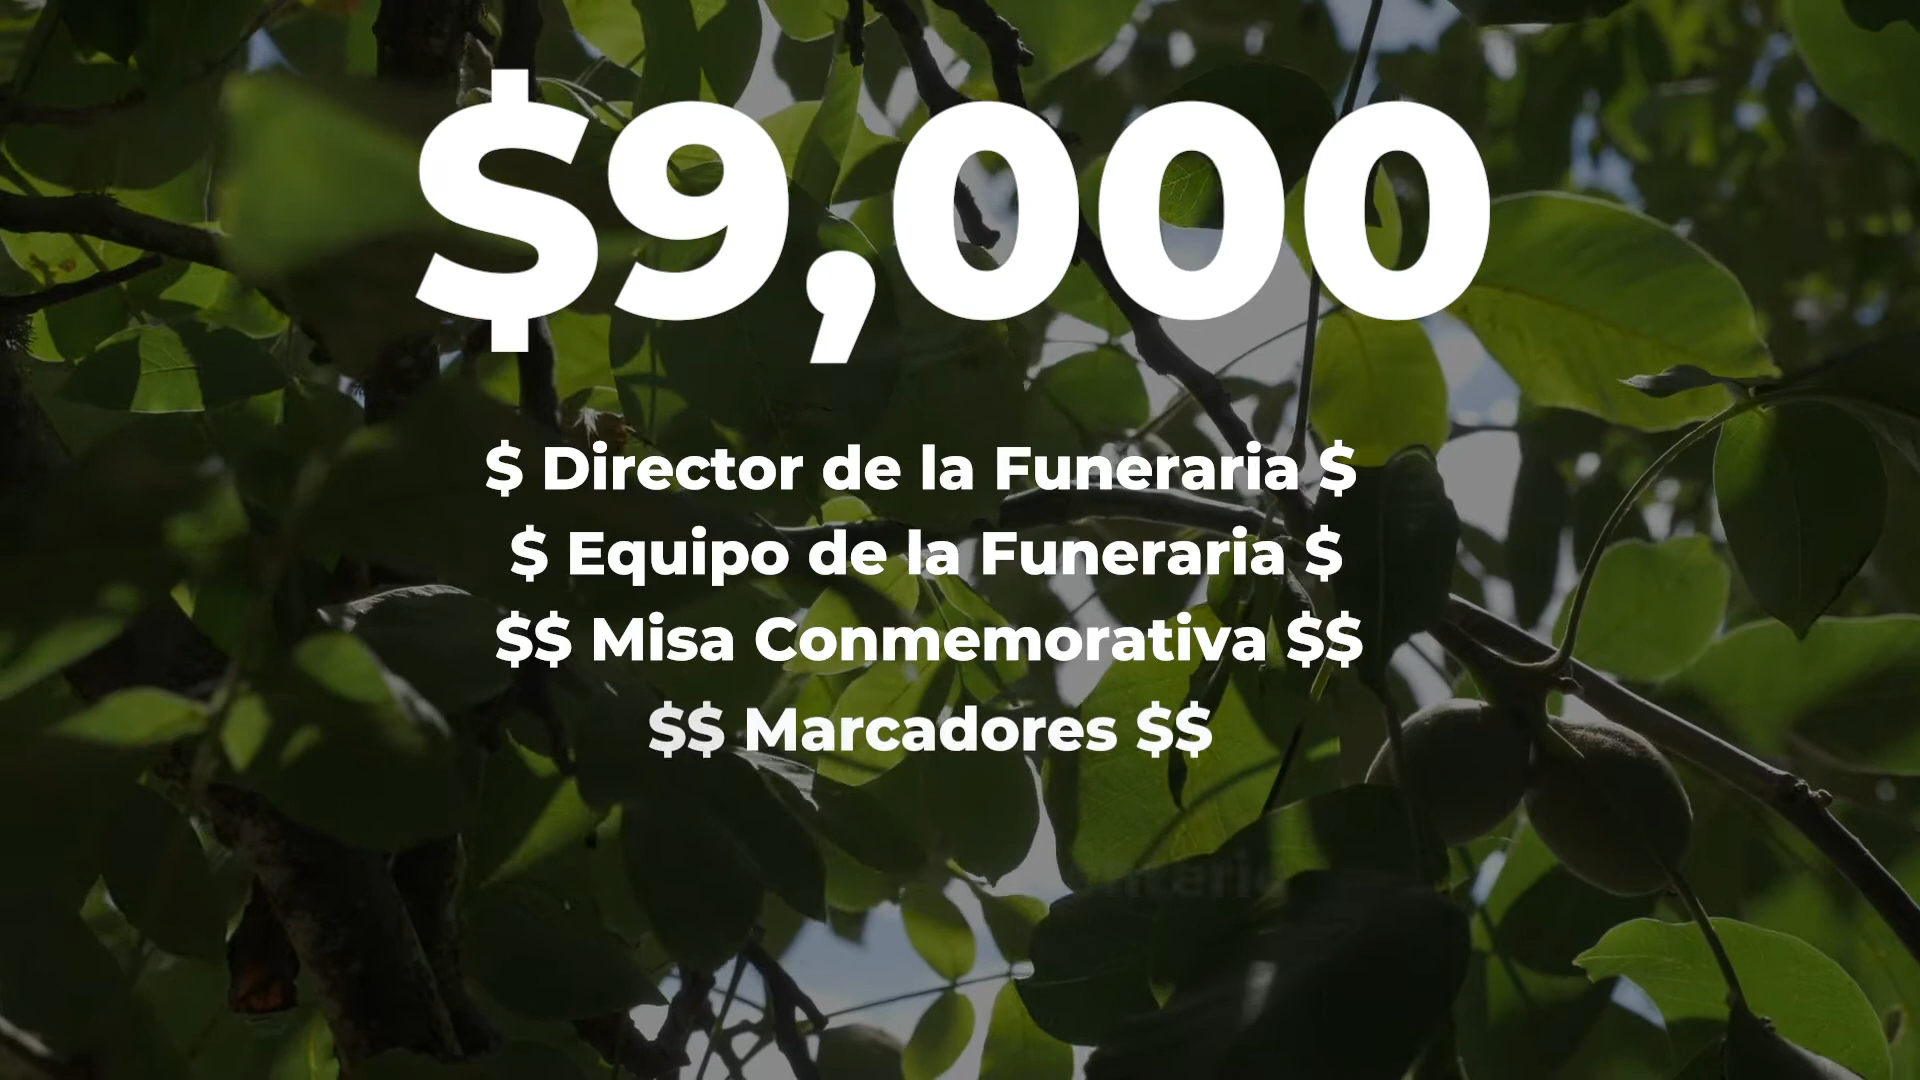 $9,000
$ Director de la Funeraria $
$ Equipo de la Funeraria $
$$ Misa Conmemorativa $$
$$ Marcadores $$